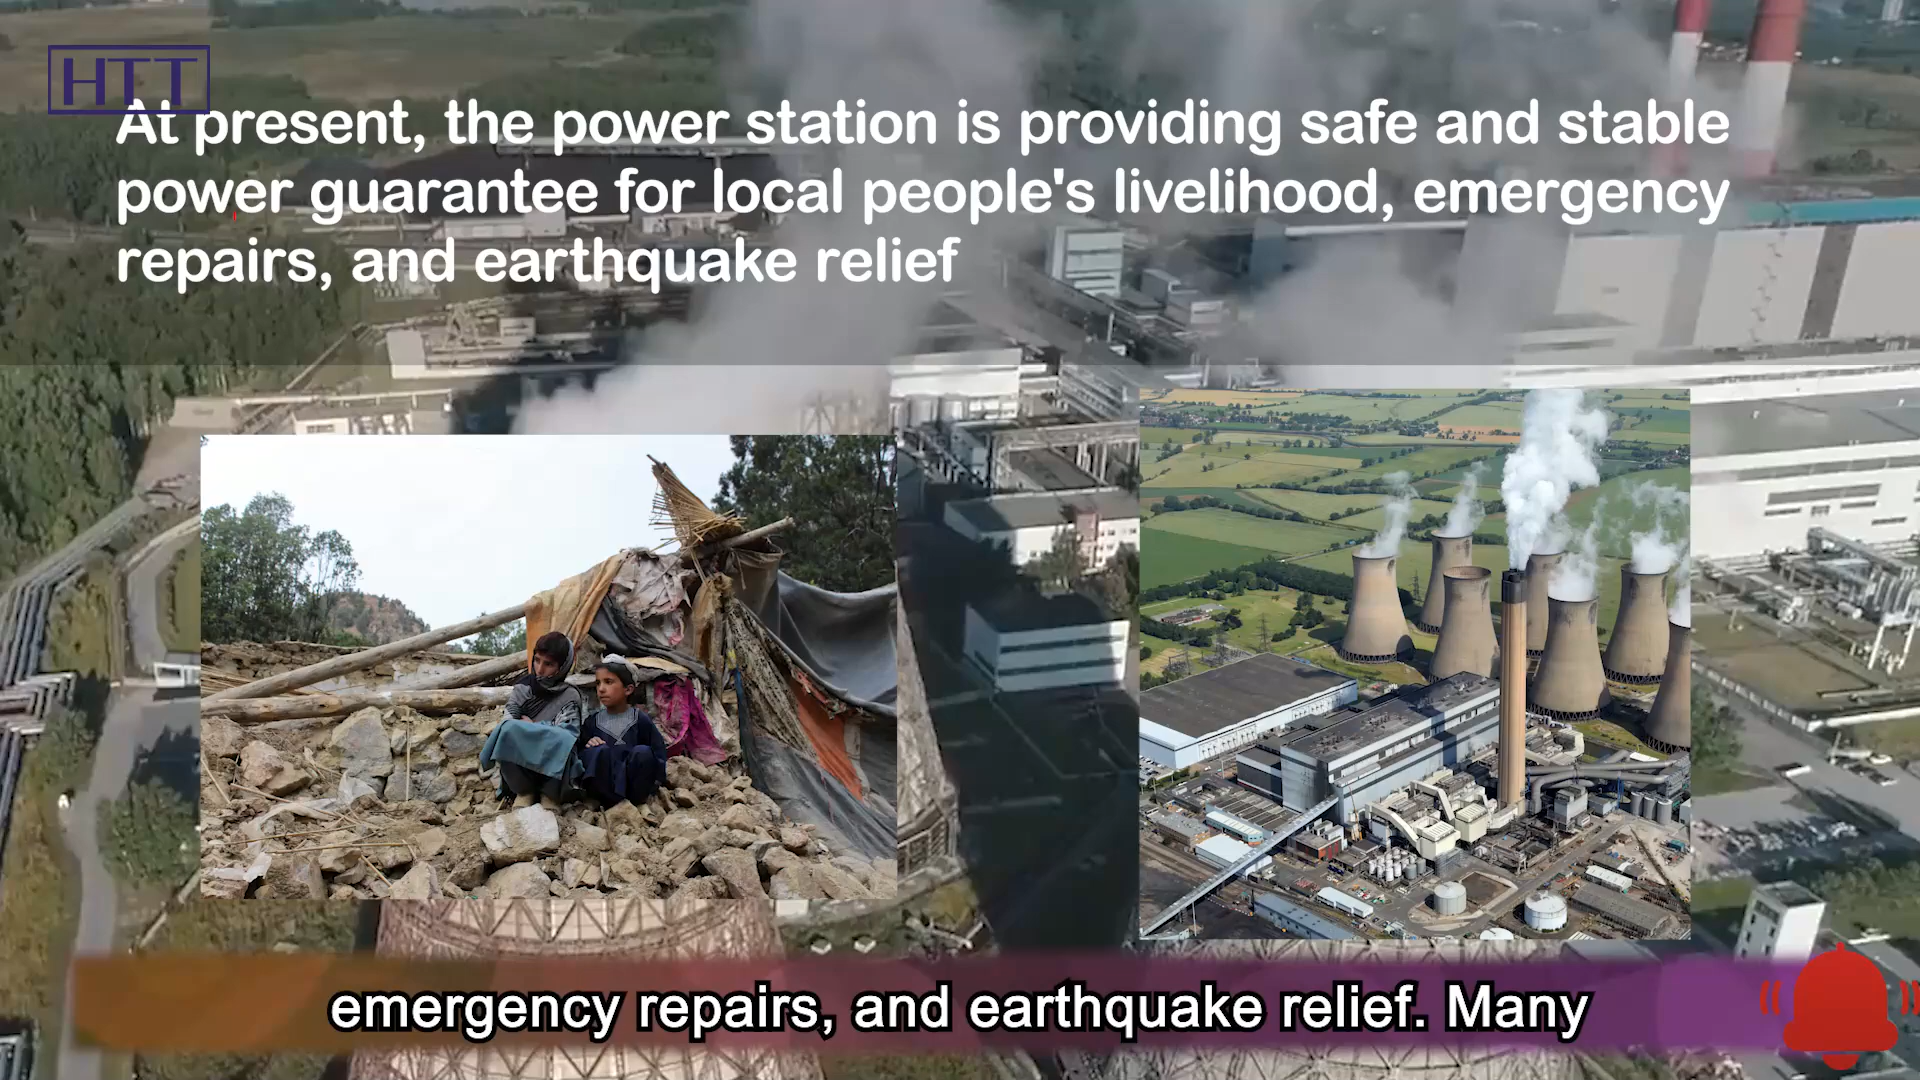 HTT
At present, the power station is providing safe and stable
power guarantee for local people's livelihood, emergency
repairs, and earthquake relief
emergency repairs, and earthquake relief. Many